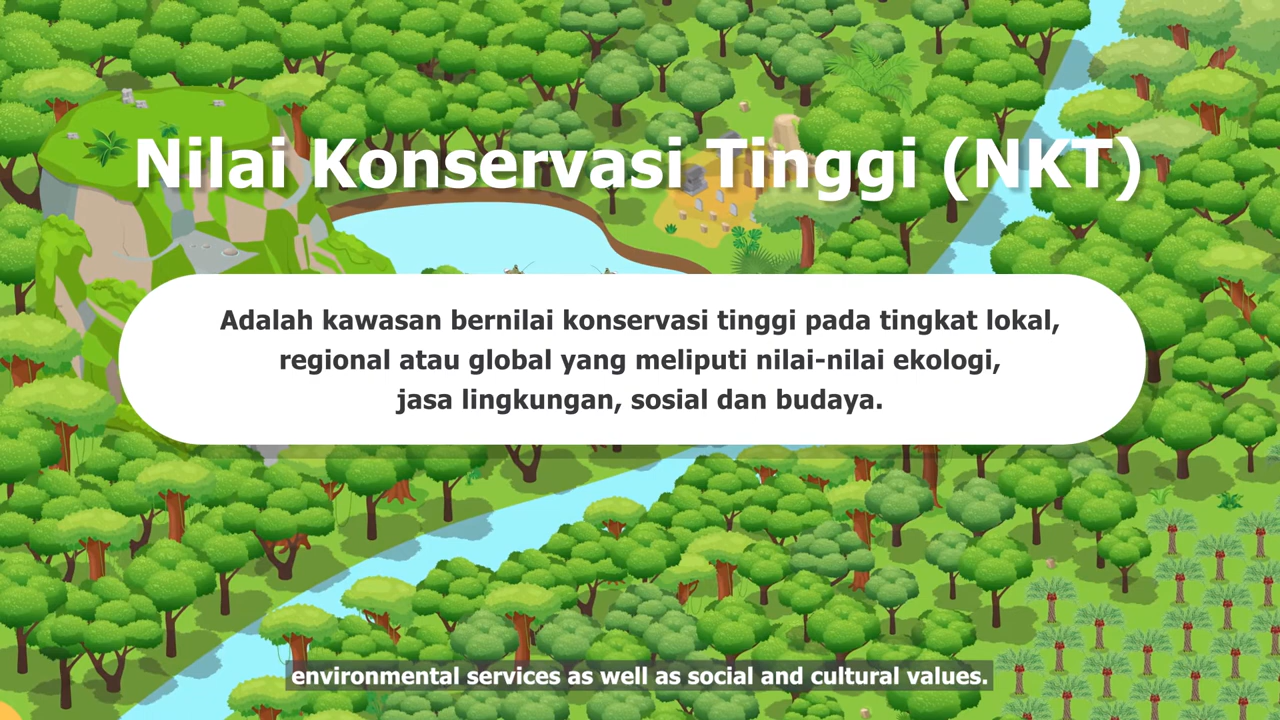 Nilai Konservasi Tinggi (NKT)
Adalah kawasan bernilai konservasi tinggi pada tingkat lokal,
regional atau global yang meliputi nilai-nilai ekologi,
jasa lingkungan, sosial dan budaya.
environmental services as well as social and cultural values.